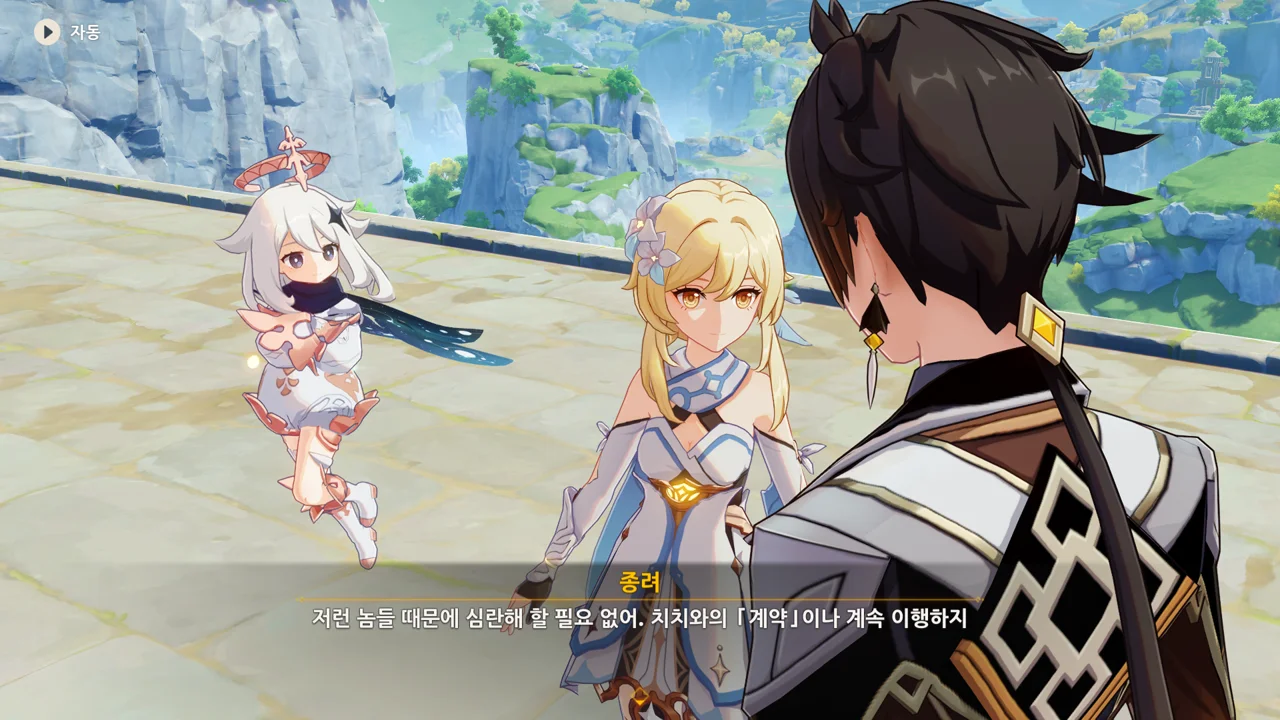 자동
종려
저런 놈들 때문에 심란해 할 필요 없어. 치치와의 「계약」이나 계속 이행하지